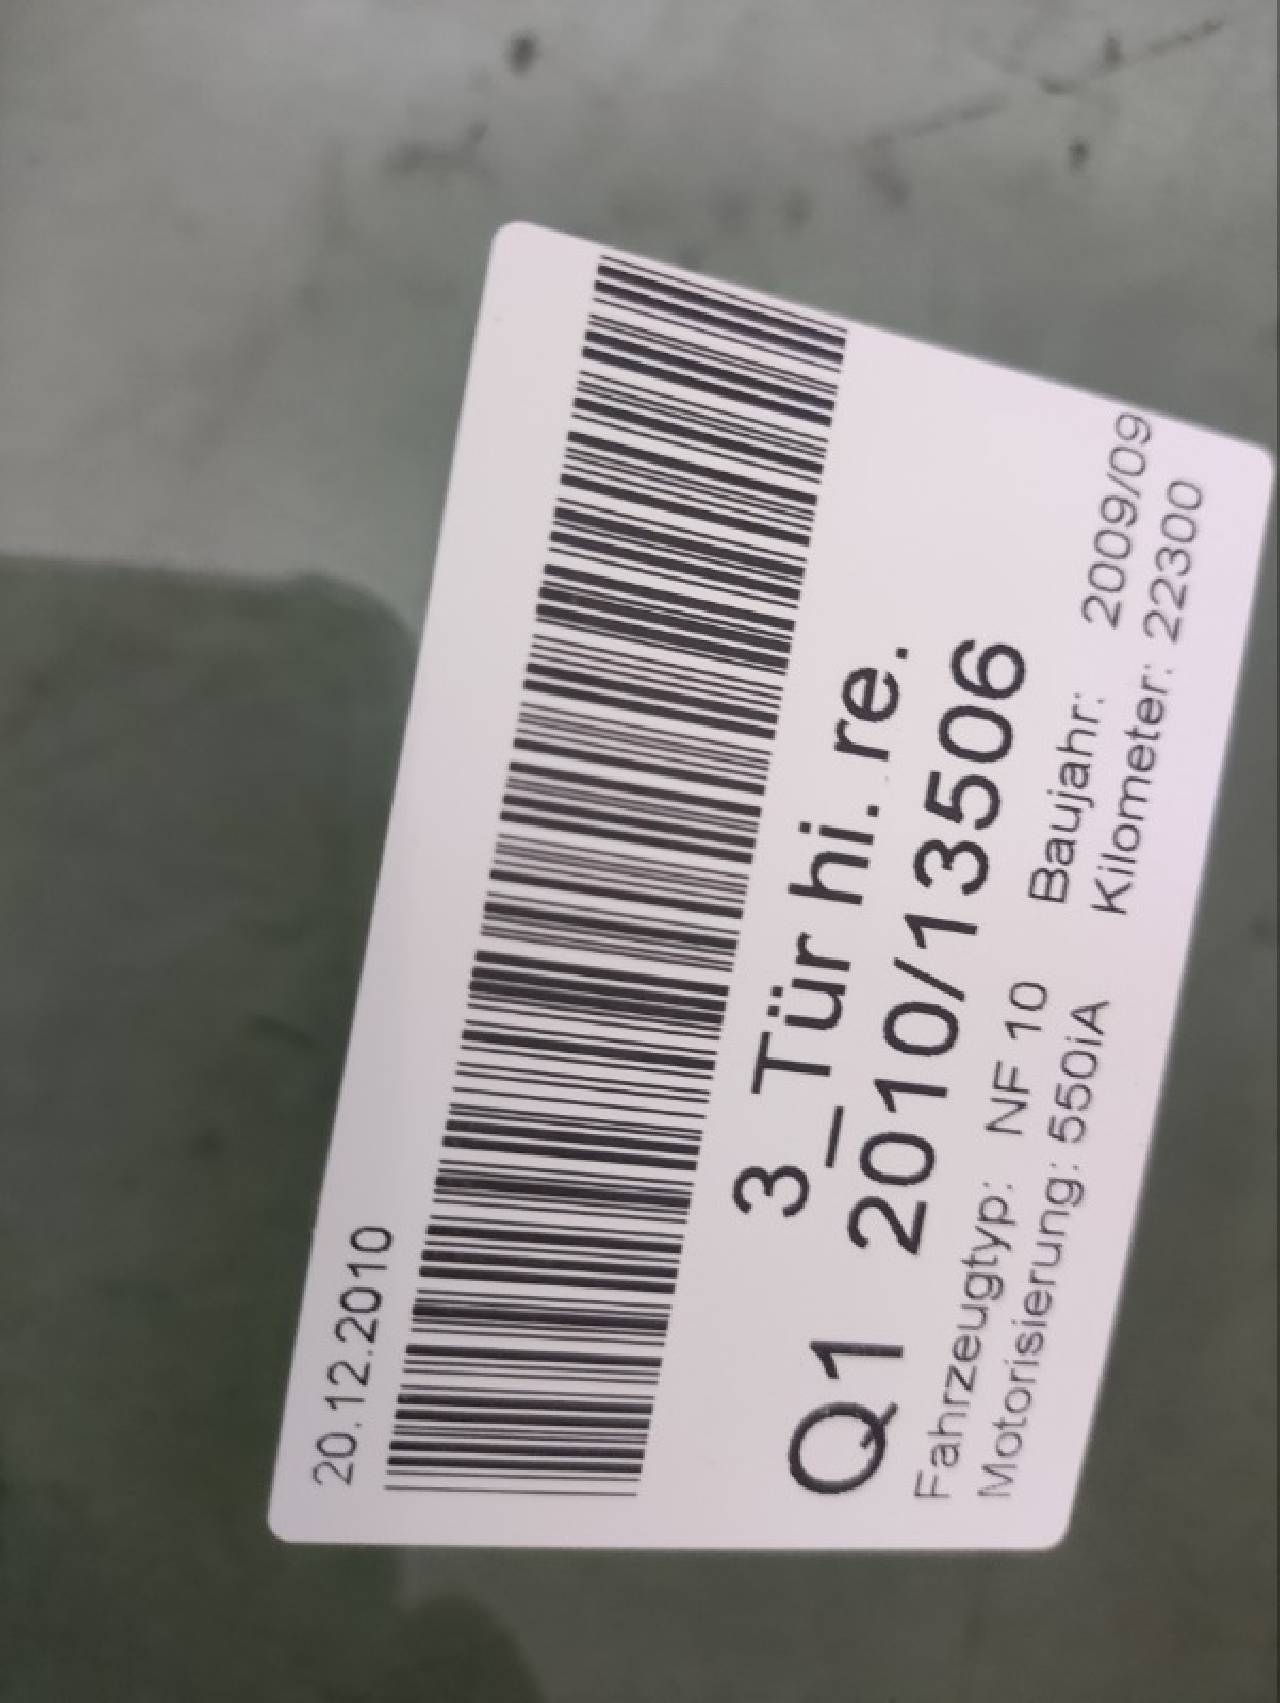 20.12.2010
3_Tür hi. re.
Q1 2010/13506
Fahrzeugtyp: NF 10 Baujahr: 2009/09
Motorisierung: 550iA Kilometer: 22300